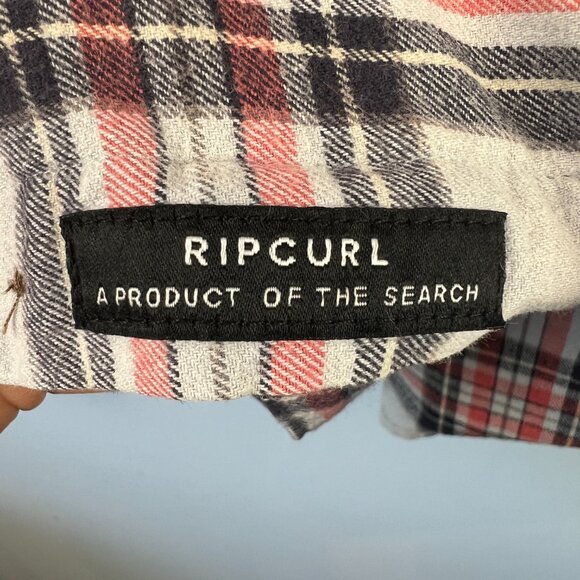 RIPCURL
A PRODUCT OF THE SEARCH